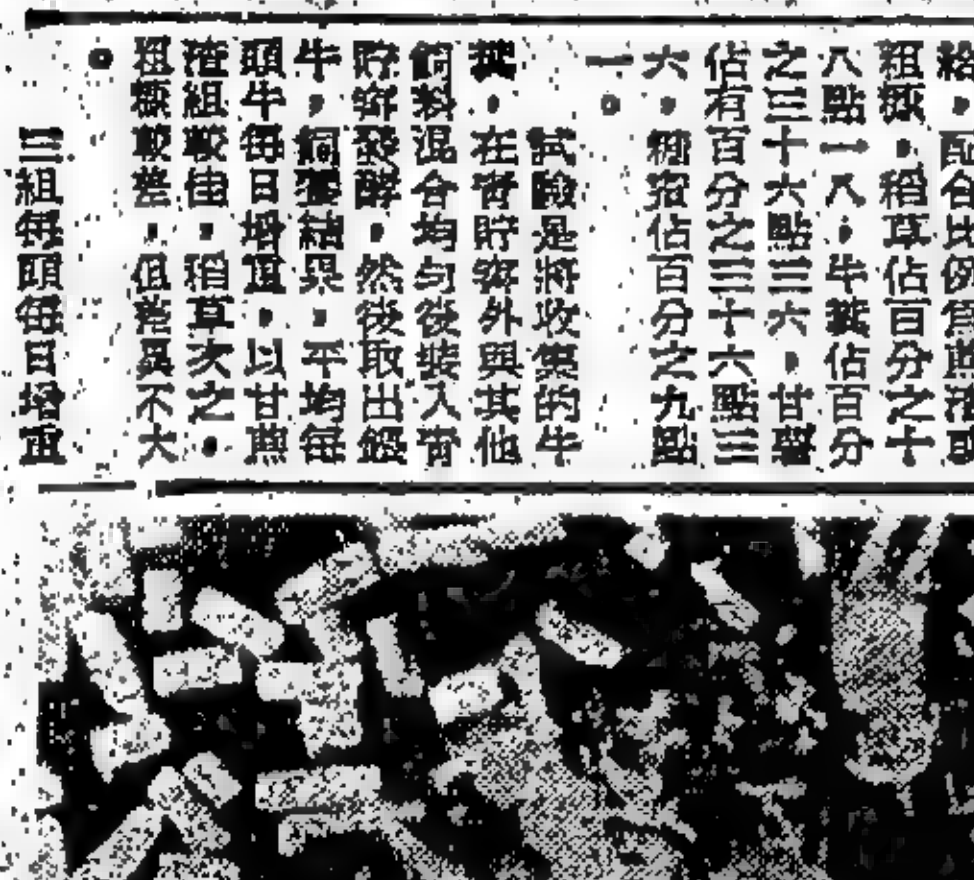 給，配合比例為蔗渣或
粗糠，稻草佔百分之十
八點一八，牛糞佔百分
之三十六點三六，甘薯
佔有百分之三十六點三
六，糖蜜佔百分之九點
一。
試驗是將收集的牛
糞，在窖貯窖外與其他
飼料混合均勻後裝入窖
貯窖發酵，然後取出飼
牛，飼養結果，平均每
頭牛每日增重，以甘蔗
渣組較佳，稻草次之，
粗糠較差，但差異不大
。
三組每頭每日增重